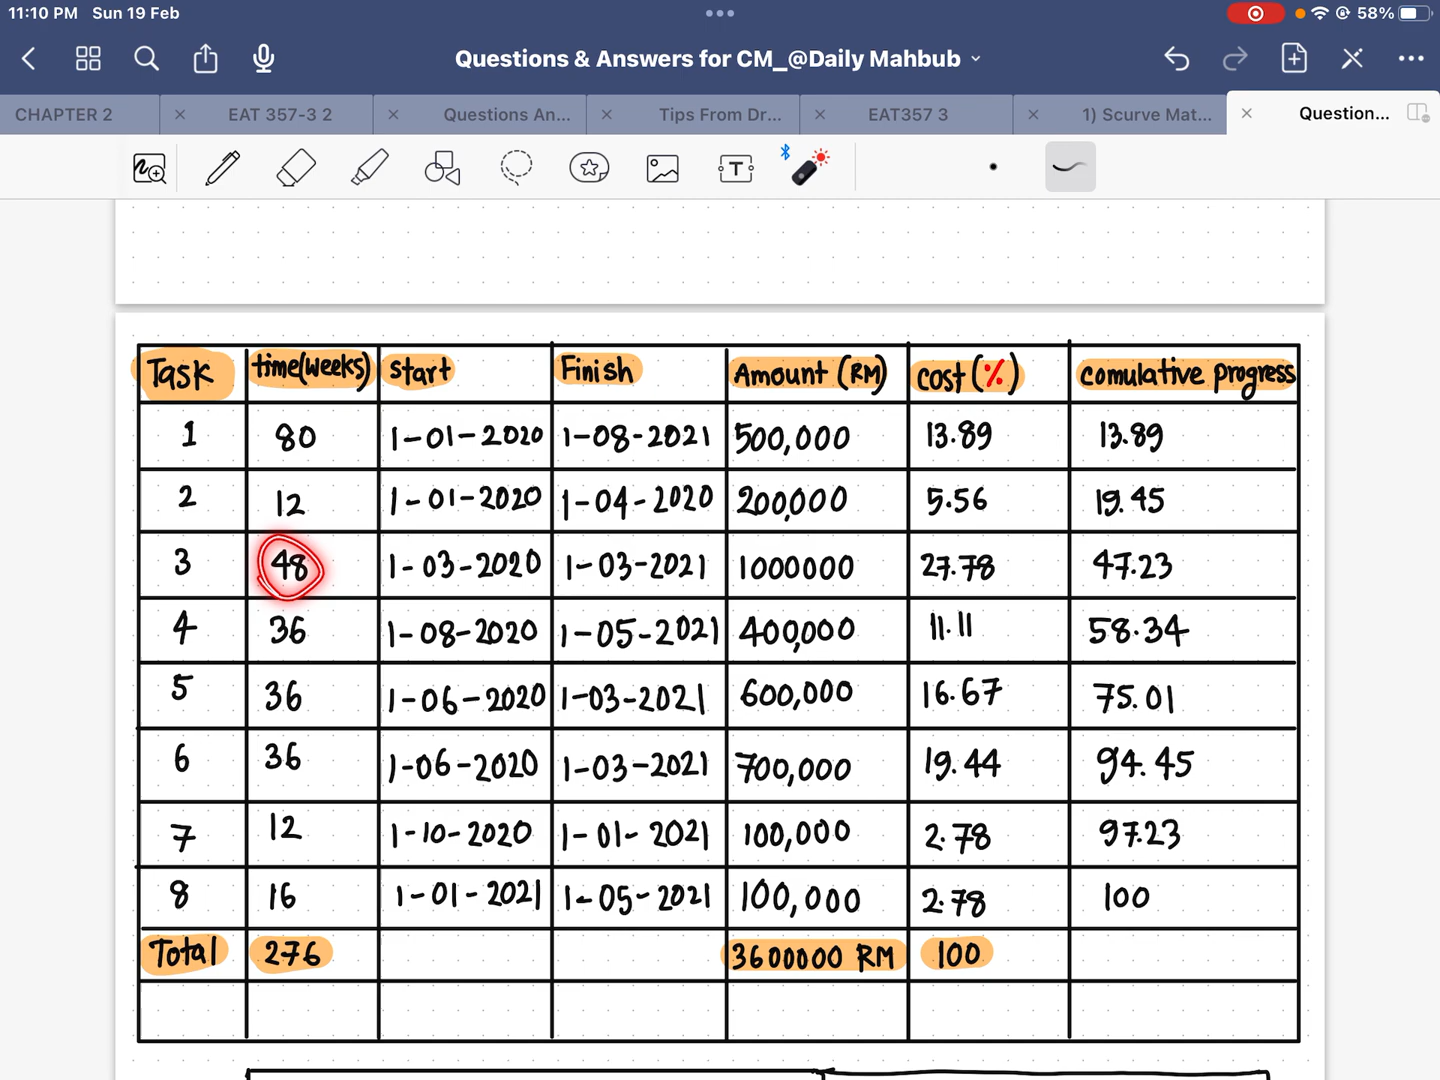 11:10 PM Sun 19 Feb
58%
Questions & Answers for CM_@Daily Mahbub
CHAPTER 2
EAT 357-3 2
Questions An...
Tips From Dr...
EAT357 3
1) Scurve Mat...
Question...
Task time(weeks) start Finish Amount (RM) cost (%) comulative progress
1 80 1-01-2020 1-08-2021 500,000 13.89 13.89
2 12 1-01-2020 1-04-2020 200,000 5.56 19.45
3 48 1-03-2020 1-03-2021 1000000 27.78 47.23
4 36 1-08-2020 1-05-2021 400,000 11.11 58.34
5 36 1-06-2020 1-03-2021 600,000 16.67 75.01
6 36 1-06-2020 1-03-2021 700,000 19.44 94.45
7 12 1-10-2020 1-01-2021 100,000 2.78 97.23
8 16 1-01-2021 1-05-2021 100,000 2.78 100
Total 276 3600000 RM 100